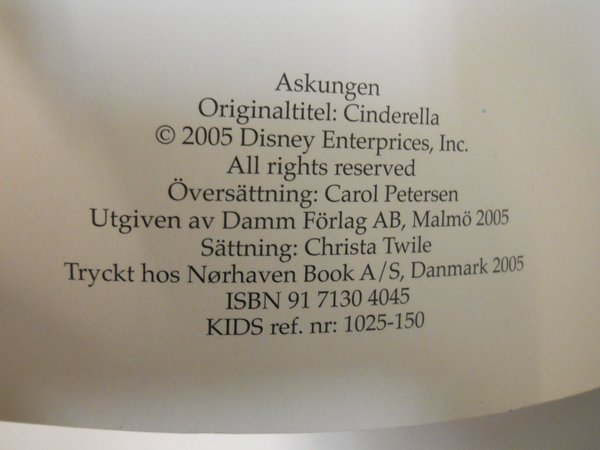 Askungen
Originaltitel: Cinderella
© 2005 Disney Enterprices, Inc.
All rights reserved
Översättning: Carol Petersen
Utgiven av Damm Förlag AB, Malmö 2005
Sättning: Christa Twile
Tryckt hos Nørhaven Book A/S, Danmark 2005
ISBN 91 7130 4045
KIDS ref. nr: 1025-150